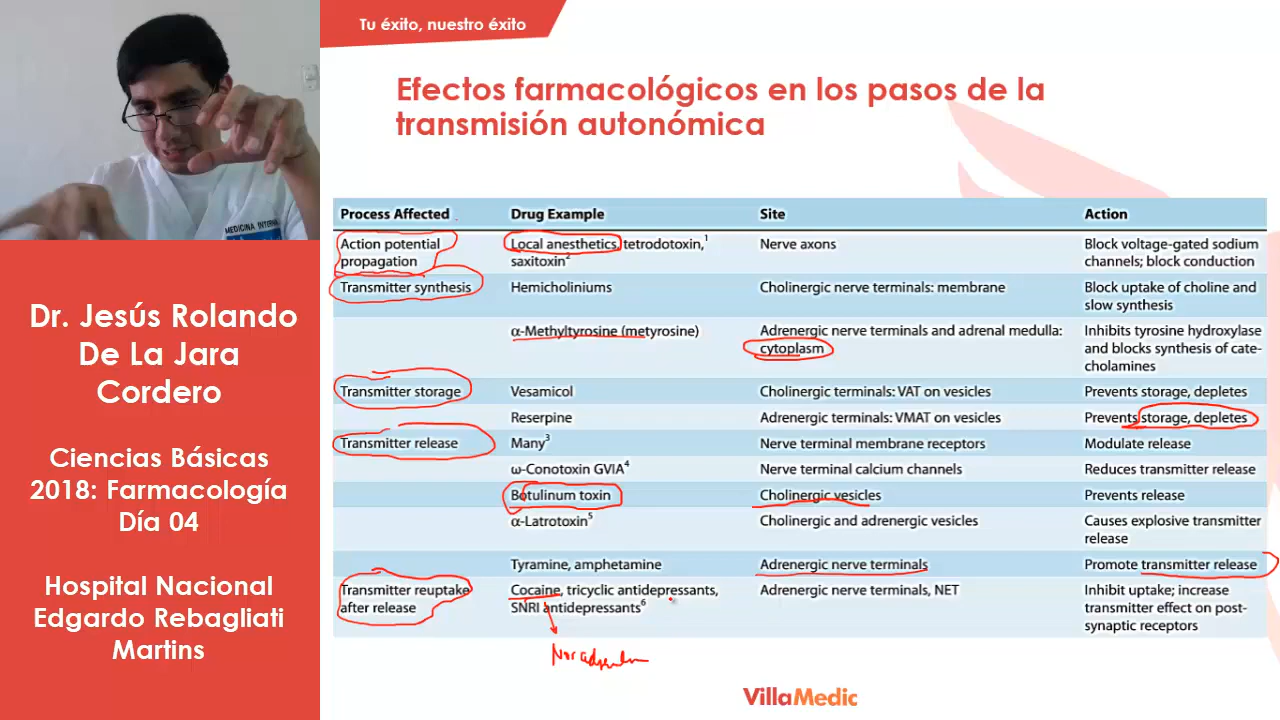 Tu éxito, nuestro éxito
Efectos farmacológicos en los pasos de la
transmisión autonómica
MEDICINA INTERNA
Dr. Jesús Rolando
De La Jara
Cordero
Ciencias Básicas
2018: Farmacología
Día 04
Hospital Nacional
Edgardo Rebagliati
Martins
Process Affected Drug Example Site Action
Action potential Local anesthetics, tetrodotoxin,1 Nerve axons Block voltage-gated sodium
propagation saxitoxin2 channels; block conduction
Transmitter synthesis Hemicholiniums Cholinergic nerve terminals: membrane Block uptake of choline and
slow synthesis
α-Methyltyrosine (metyrosine) Adrenergic nerve terminals and adrenal medulla: Inhibits tyrosine hydroxylase
cytoplasm and blocks synthesis of cate-
cholamines
Transmitter storage Vesamicol Cholinergic terminals: VAT on vesicles Prevents storage, depletes
Reserpine Adrenergic terminals: VMAT on vesicles Prevents storage, depletes
Transmitter release Many3 Nerve terminal membrane receptors Modulate release
ω-Conotoxin GVIA4 Nerve terminal calcium channels Reduces transmitter release
Botulinum toxin Cholinergic vesicles Prevents release
α-Latrotoxin5 Cholinergic and adrenergic vesicles Causes explosive transmitter
release
Tyramine, amphetamine Adrenergic nerve terminals Promote transmitter release
Transmitter reuptake Cocaine, tricyclic antidepressants, Adrenergic nerve terminals, NET Inhibit uptake; increase
after release SNRI antidepressants6 transmitter effect on post-
synaptic receptors
VillaMedic